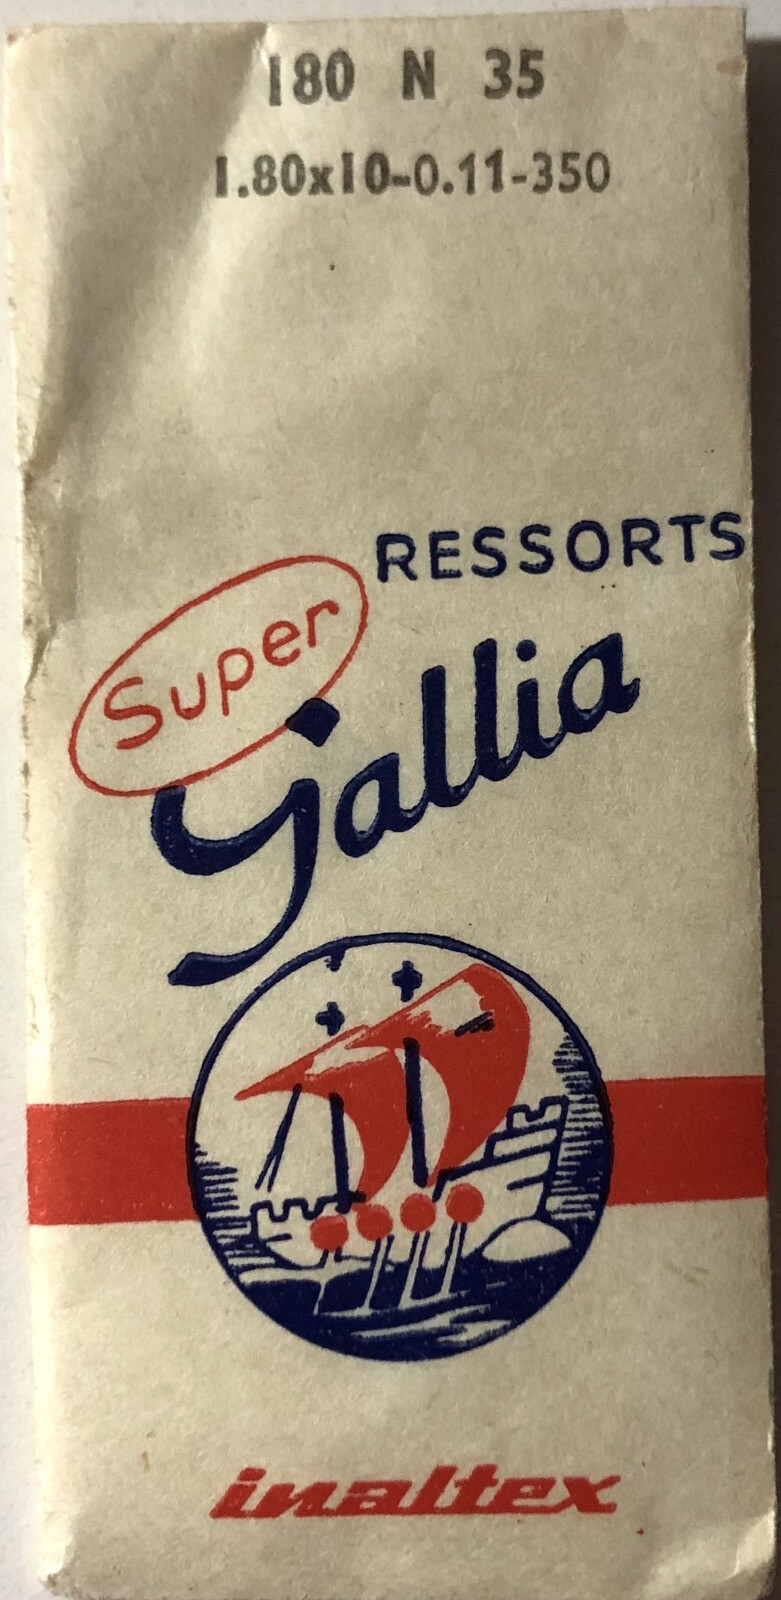 180 N 35
1.80x10-0.11-350
RESSORTS
Super
Gallia
inaltex